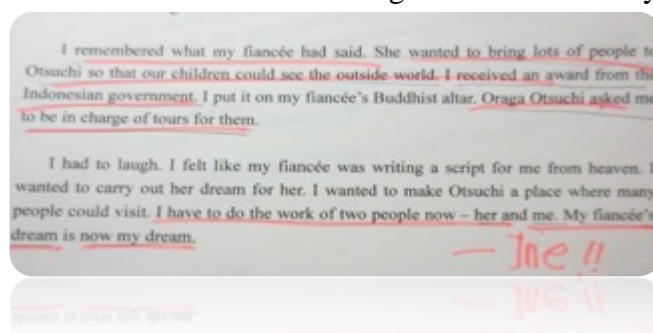 I remembered what my fiancée had said. She wanted to bring lots of people to
Otsuchi so that our children could see the outside world. I received an award from the
Indonesian government. I put it on my fiancée's Buddhist altar. Oraga Otsuchi asked me
to be in charge of tours for them.
I had to laugh. I felt like my fiancée was writing a script for me from heaven. I
wanted to carry out her dream for her. I wanted to make Otsuchi a place where many
people could visit. I have to do the work of two people now – her and me. My fiancée's
dream is now my dream.
— Ine !!